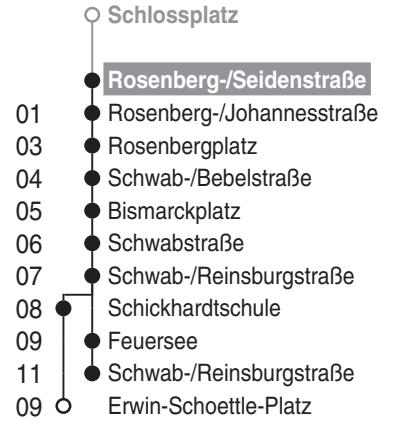 Schlossplatz
Rosenberg-/Seidenstraße
01 Rosenberg-/Johannesstraße
03 Rosenbergplatz
04 Schwab-/Bebelstraße
05 Bismarckplatz
06 Schwabstraße
07 Schwab-/Reinsburgstraße
08 Schickhardtschule
09 Feuersee
11 Schwab-/Reinsburgstraße
09 Erwin-Schoettle-Platz